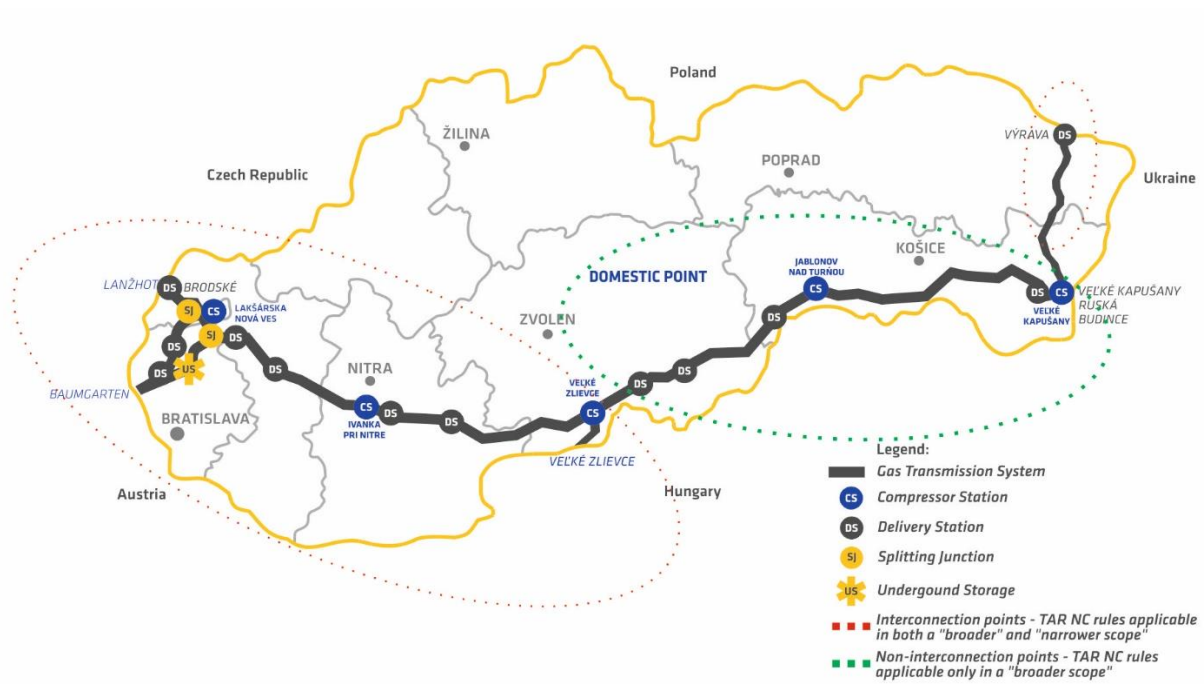 Poland
ŽILINA
VÝRAVA
DS
POPRAD
Czech Republic
Ukraine
KOŠICE
JABLONOV
NAD TURŇOU
CS
DOMESTIC POINT
LANŽHOT
DS
BRODSKÉ
SJ
CS
LAKŠÁRSKA
NOVÁ VES
DS
CS
VEĽKÉ
KAPUŠANY
VEĽKÉ KAPUŠANY
RUSKÁ
BUDINCE
DS
ZVOLEN
SJ
DS
DS
DS
US
DS
NITRA
DS
DS
BAUMGARTEN
VEĽKÉ
ZLIEVCE
CS
BRATISLAVA
CS
IVANKA
PRI NITRE
DS
DS
VEĽKÉ ZLIEVCE
Austria
Hungary
Legend:
Gas Transmission System
CS
Compressor Station
DS
Delivery Station
SJ
Splitting Junction
US
Undergound Storage
Interconnection points - TAR NC rules applicable
in both a "broader" and "narrower scope"
Non-interconnection points - TAR NC rules
applicable only in a "broader scope"